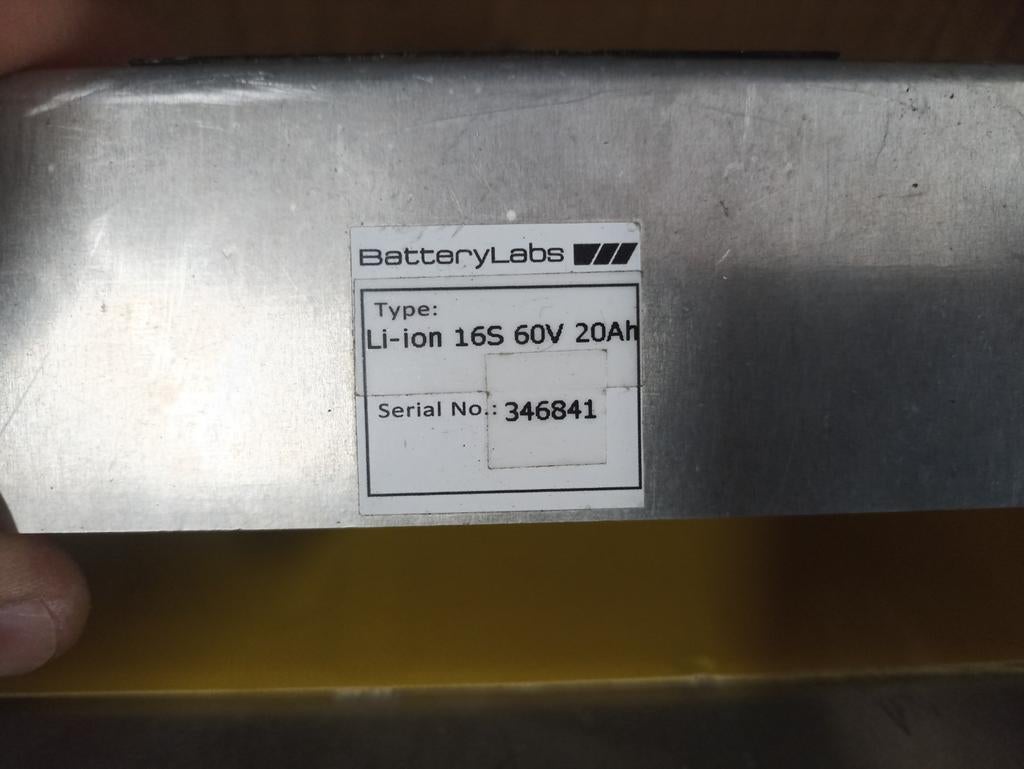 BatteryLabs
Type:
Li-ion 16S 60V 20Ah
Serial No.: 346841